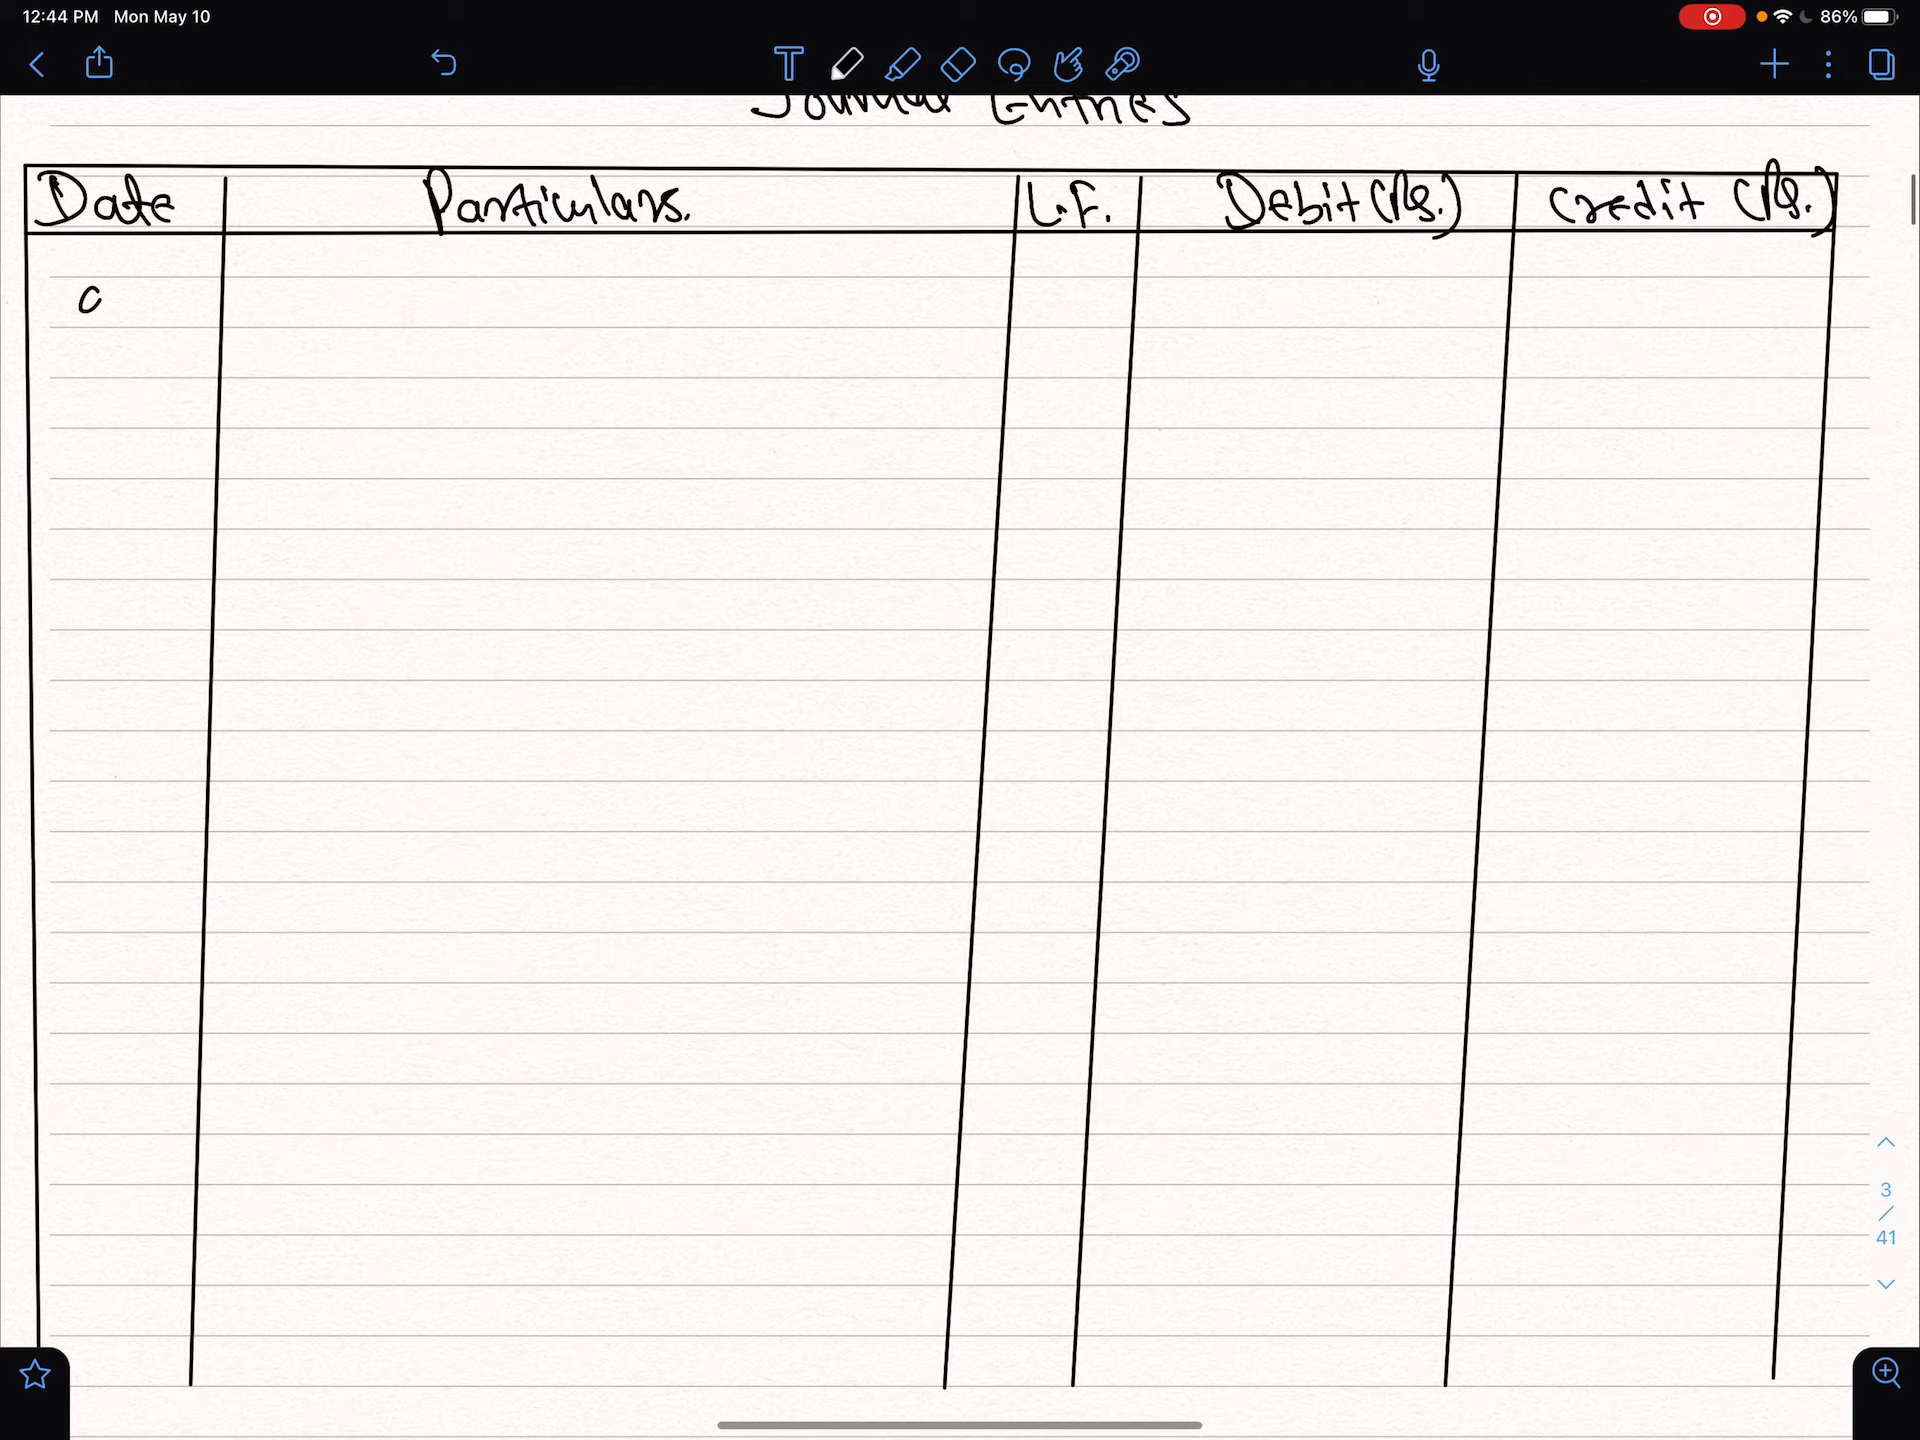 12:44 PM Mon May 10
86%
Journal Entries
Date Particulars. L.F. Debit (Rs.) Credit (Rs.)
3
/
41